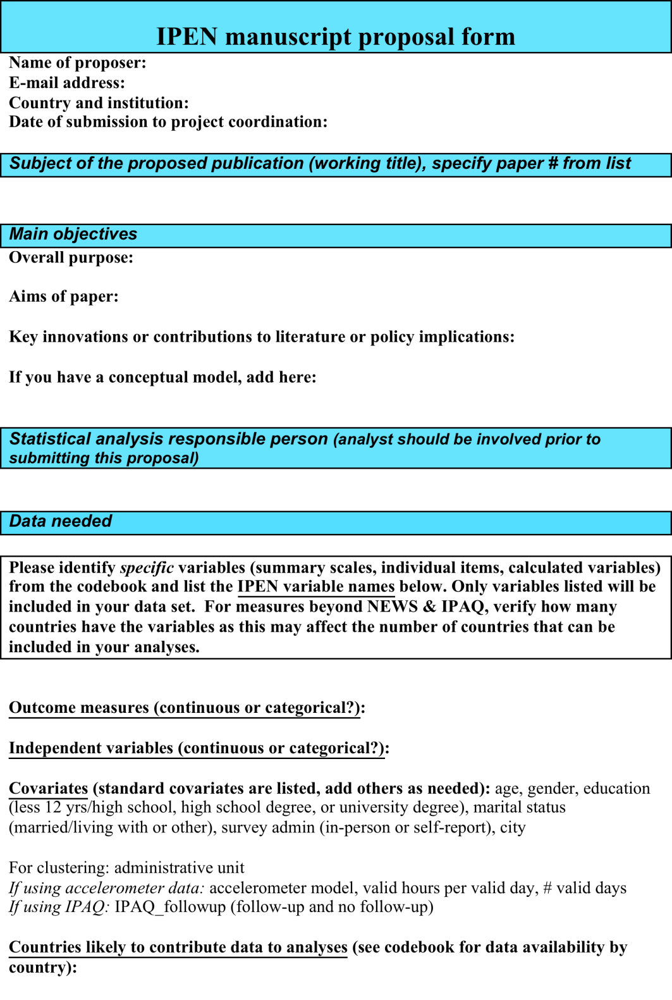 IPEN manuscript proposal form
Name of proposer:
E-mail address:
Country and institution:
Date of submission to project coordination:
Subject of the proposed publication (working title), specify paper # from list
Main objectives
Overall purpose:
Aims of paper:
Key innovations or contributions to literature or policy implications:
If you have a conceptual model, add here:
Statistical analysis responsible person (analyst should be involved prior to
submitting this proposal)
Data needed
Please identify specific variables (summary scales, individual items, calculated variables)
from the codebook and list the IPEN variable names below. Only variables listed will be
included in your data set.  For measures beyond NEWS & IPAQ, verify how many
countries have the variables as this may affect the number of countries that can be
included in your analyses.
Outcome measures (continuous or categorical?):
Independent variables (continuous or categorical?):
Covariates (standard covariates are listed, add others as needed): age, gender, education
(less 12 yrs/high school, high school degree, or university degree), marital status
(married/living with or other), survey admin (in-person or self-report), city
For clustering: administrative unit
If using accelerometer data: accelerometer model, valid hours per valid day, # valid days
If using IPAQ: IPAQ_followup (follow-up and no follow-up)
Countries likely to contribute data to analyses (see codebook for data availability by
country):